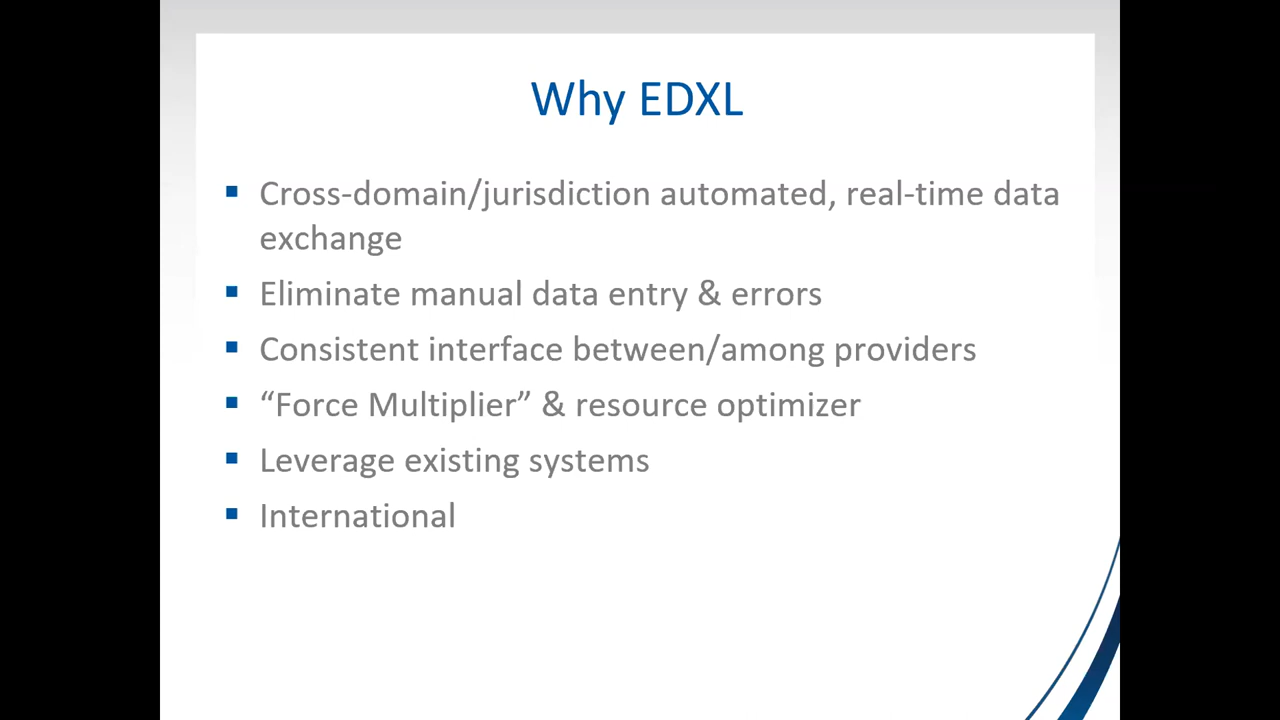 Why EDXL
▪ Cross-domain/jurisdiction automated, real-time data
exchange
▪ Eliminate manual data entry & errors
▪ Consistent interface between/among providers
▪ “Force Multiplier” & resource optimizer
▪ Leverage existing systems
▪ International